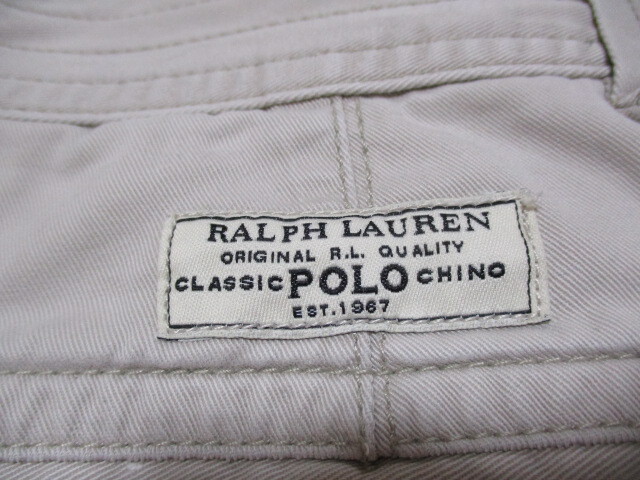 RALPH LAUREN
ORIGINAL R.L. QUALITY
CLASSIC POLO CHINO
EST. 1967